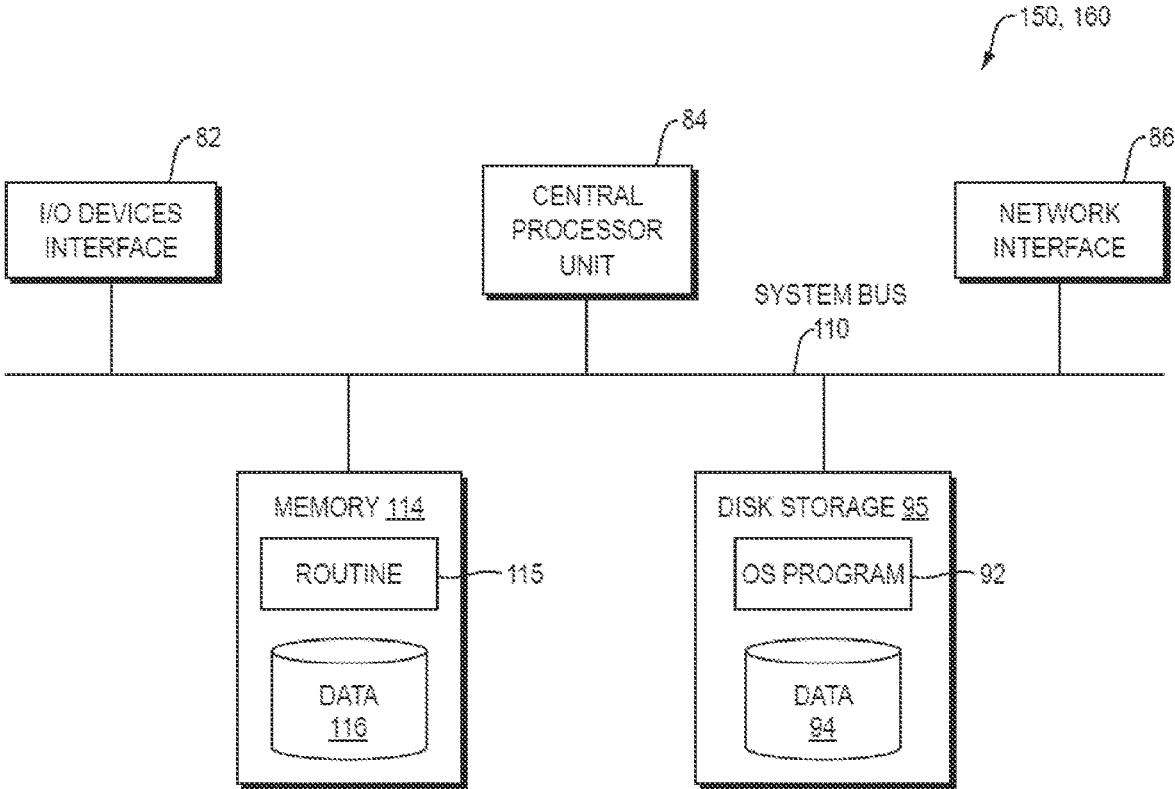 150, 160
82
84
86
I/O DEVICES
INTERFACE
CENTRAL
PROCESSOR
UNIT
NETWORK
INTERFACE
SYSTEM BUS
110
MEMORY 114
DISK STORAGE 95
ROUTINE
115
OS PROGRAM
92
DATA
116
DATA
94